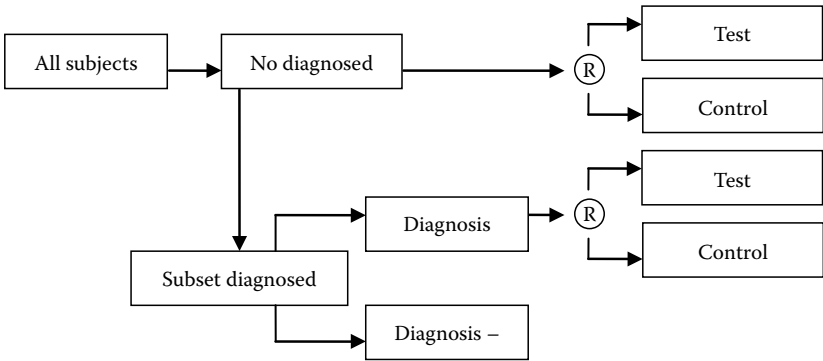 Test
All subjects
No diagnosed
R
Control
Test
Diagnosis
R
Control
Subset diagnosed
Diagnosis –